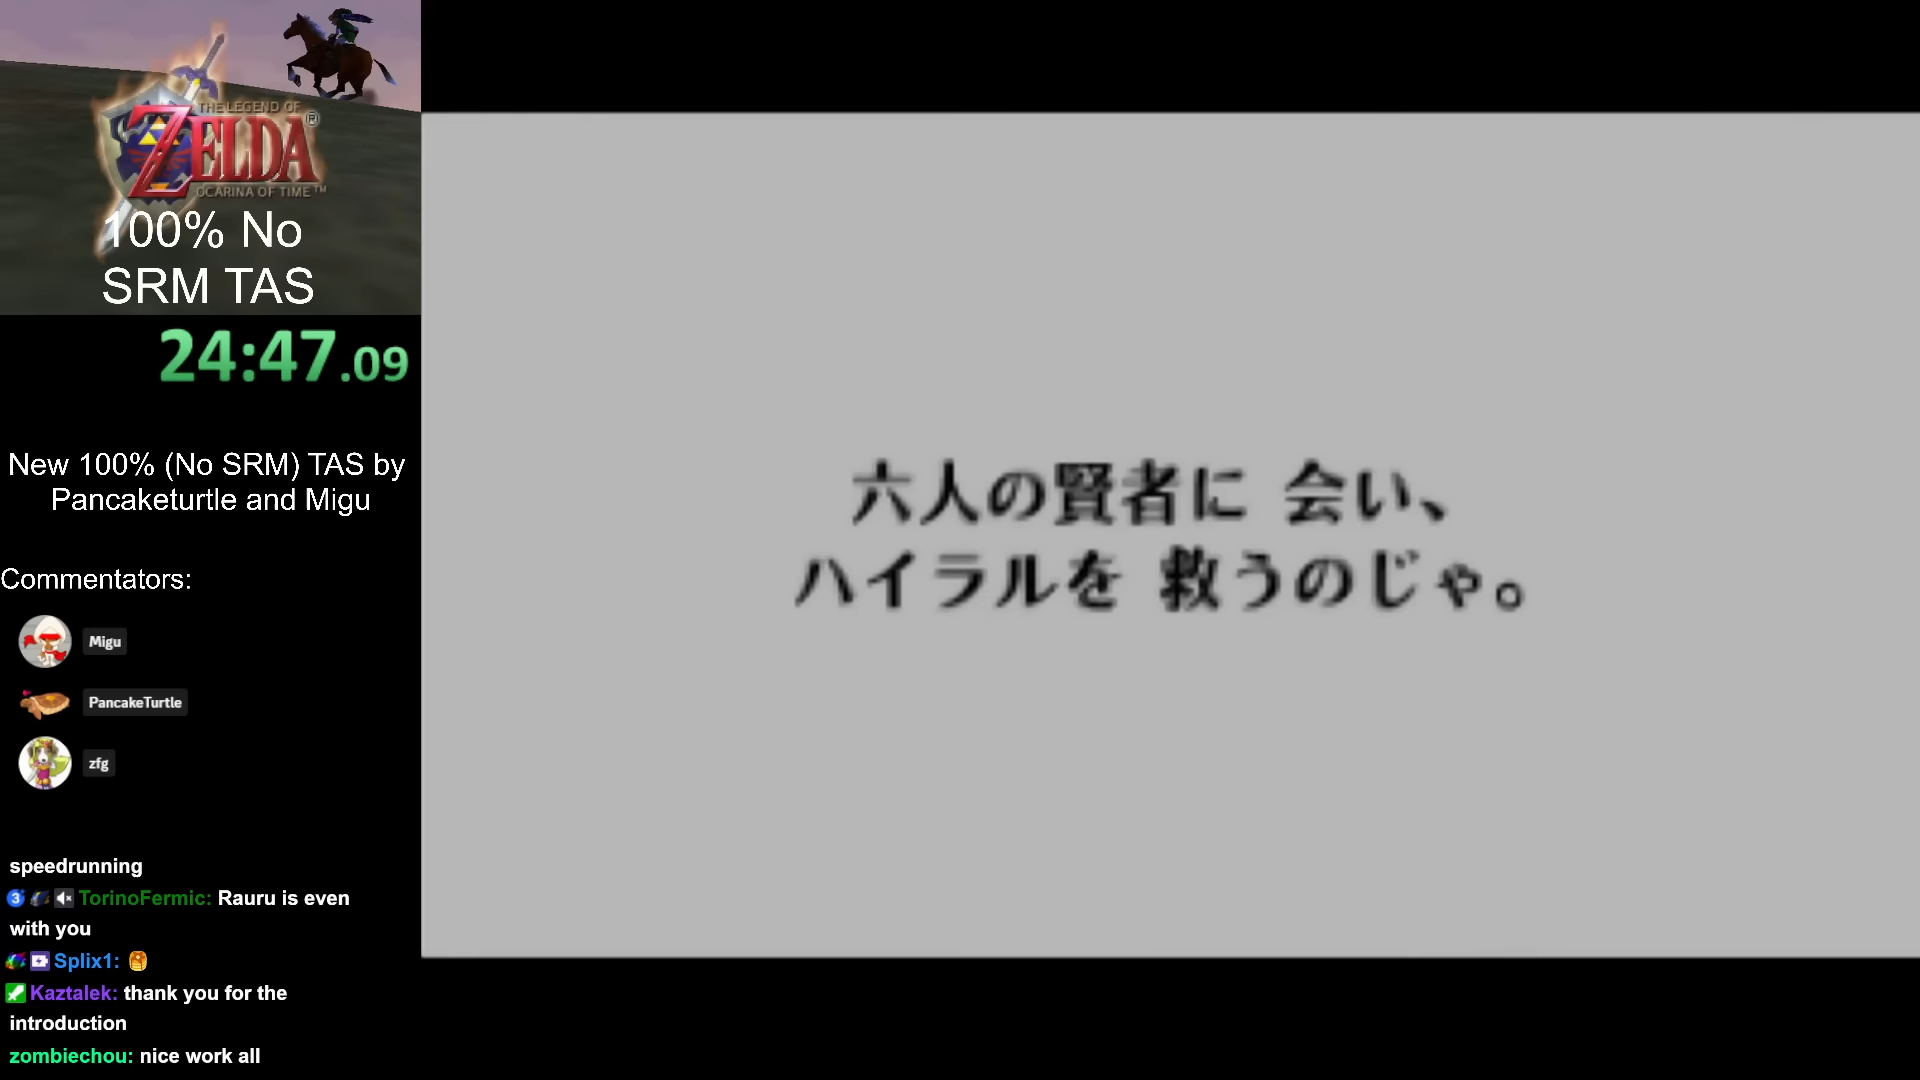 THE LEGEND OF
ZELDA®
OCARINA OF TIME™
100% No
SRM TAS
24:47.09
New 100% (No SRM) TAS by
Pancaketurtle and Migu
Commentators:
Migu
PancakeTurtle
zfg
speedrunning
3 TorinoFermic: Rauru is even
with you
Splix1:
Kaztalek: thank you for the
introduction
zombiechou: nice work all
六人の賢者に 会い、
ハイラルを 救うのじゃ。